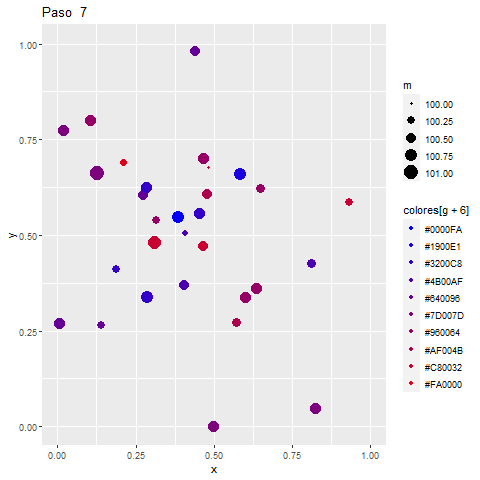 Paso 7
1.00
0.75
0.50
0.25
0.00
y
0.00 0.25 0.50 0.75 1.00
x
m
100.00
100.25
100.50
100.75
101.00
colores[g + 6]
#0000FA
#1900E1
#3200C8
#4B00AF
#640096
#7D007D
#960064
#AF004B
#C80032
#FA0000